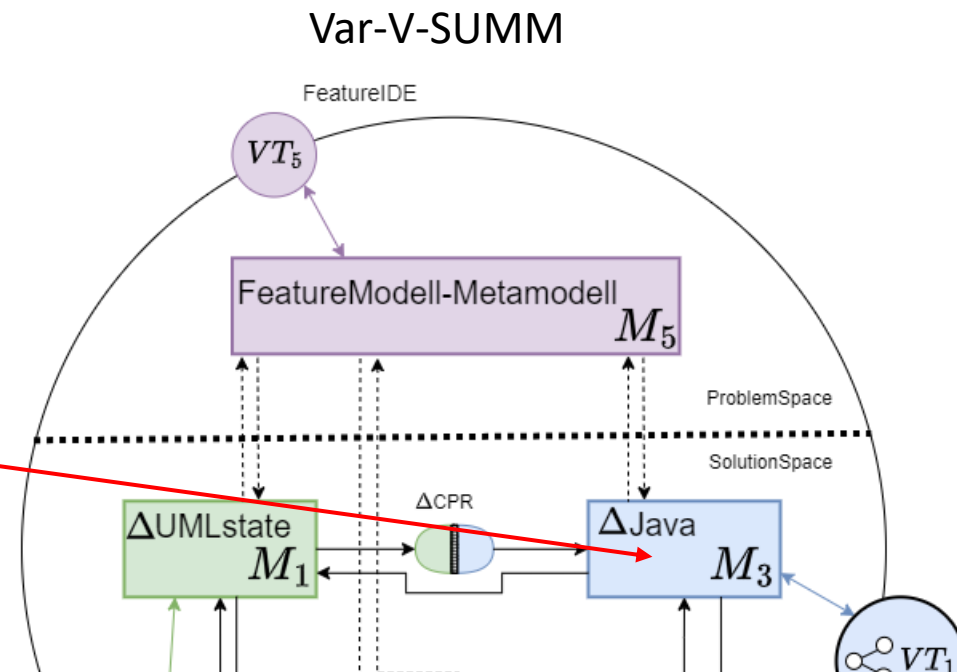 Var-V-SUMM
FeatureIDE
VT₅
FeatureModell-Metamodell
M₅
ProblemSpace
SolutionSpace
ΔCPR
ΔUMLstate
M₁
ΔJava
M₃
VT₁